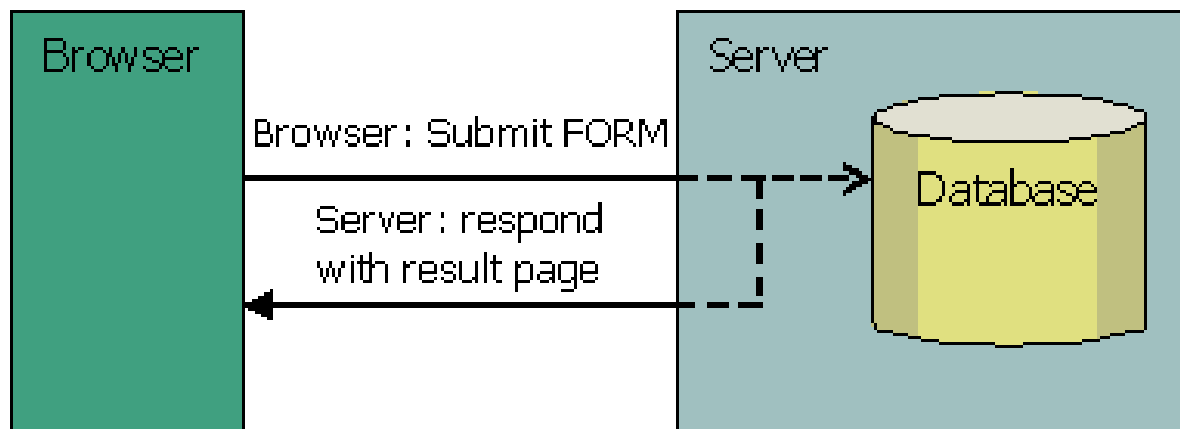 Browser
Server
Browser: Submit FORM
Database
Server: respond
with result page